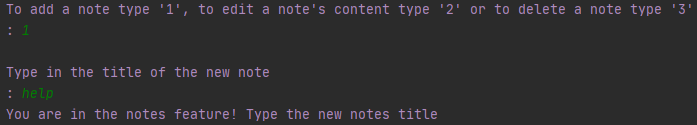 To add a note type '1', to edit a note's content type '2' or to delete a note type '3'
: 1
Type in the title of the new note
: help
You are in the notes feature! Type the new notes title